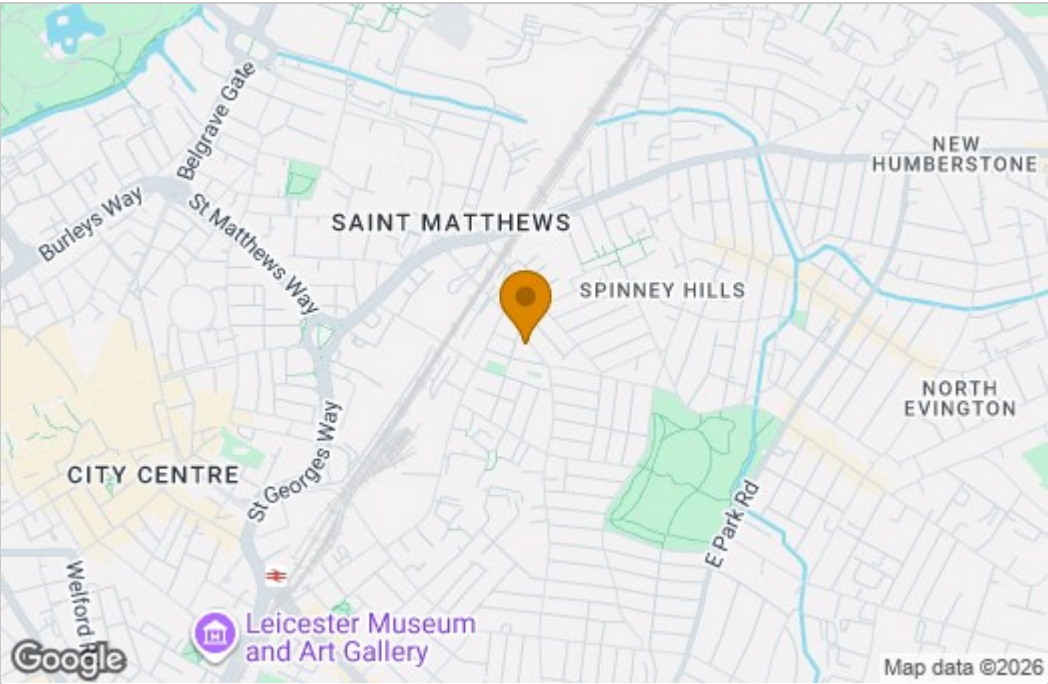 Belgrave Gate
NEW
HUMBERSTONE
Burleys Way
St Matthews Way
SAINT MATTHEWS
SPINNEY HILLS
NORTH
EVINGTON
CITY CENTRE
St Georges Way
E Park Rd
Welford R
Leicester Museum
and Art Gallery
Google
Map data ©2026